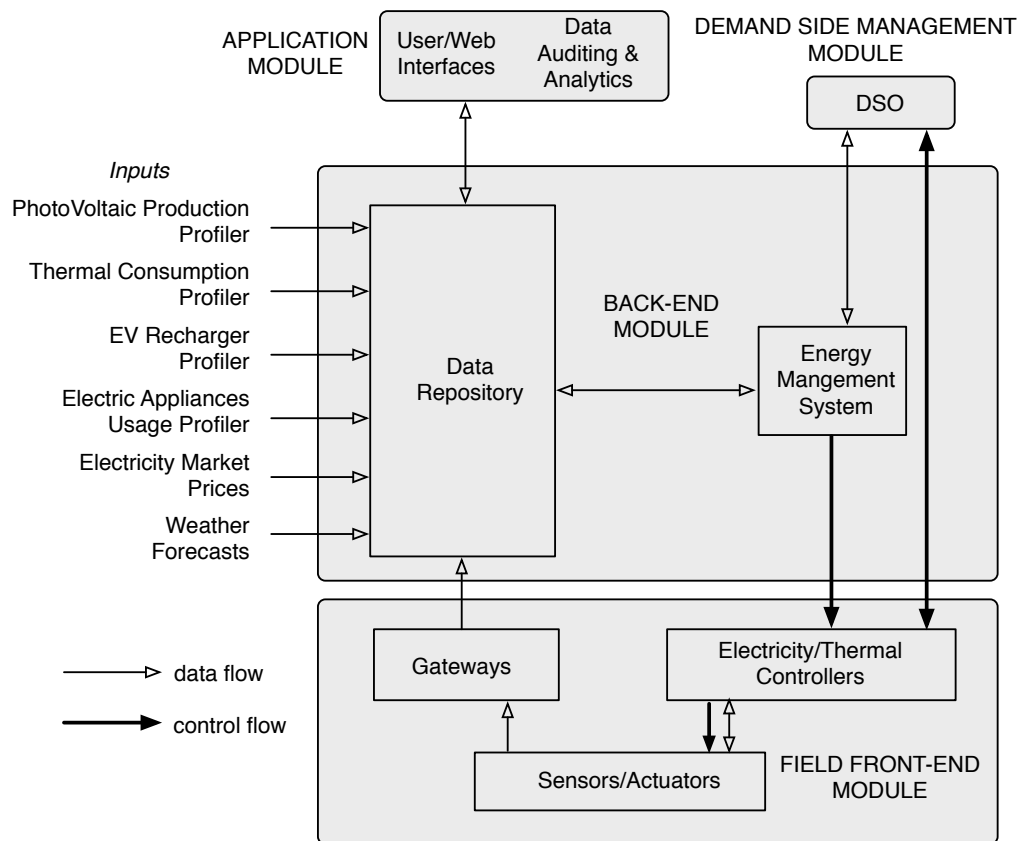 APPLICATION
MODULE
User/Web
Interfaces
Data
Auditing &
Analytics
DEMAND SIDE MANAGEMENT
MODULE
DSO
Inputs
PhotoVoltaic Production
Profiler
Thermal Consumption
Profiler
EV Recharger
Profiler
Electric Appliances
Usage Profiler
Electricity Market
Prices
Weather
Forecasts
Data
Repository
BACK-END
MODULE
Energy
Mangement
System
Gateways
Electricity/Thermal
Controllers
Sensors/Actuators
FIELD FRONT-END
MODULE
data flow
control flow